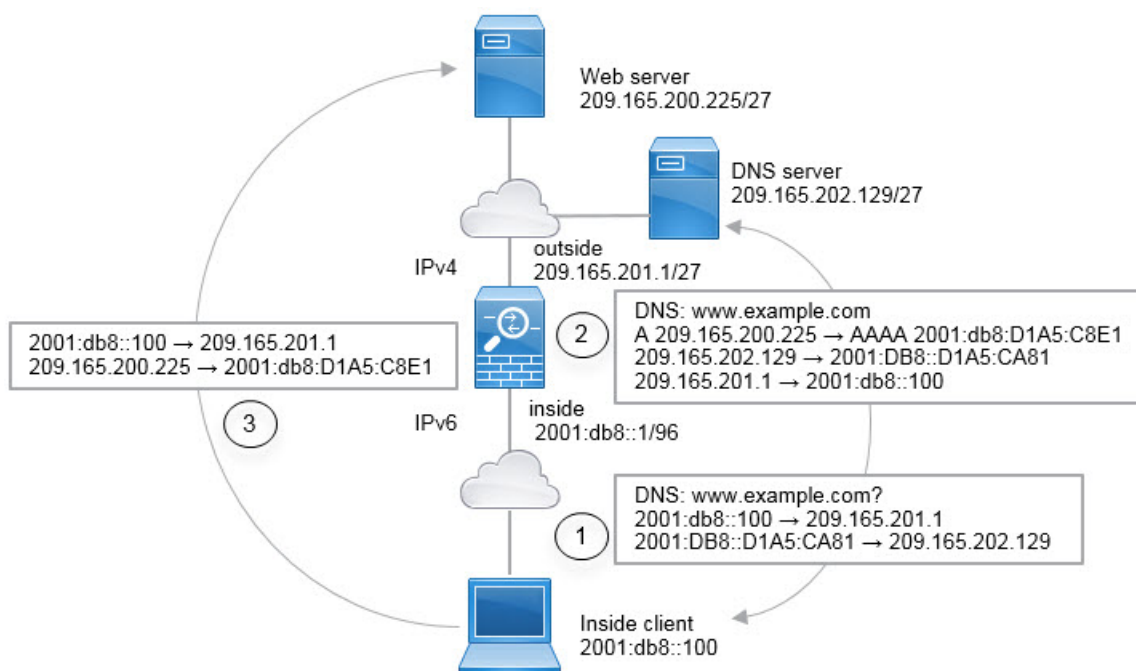 Web server
209.165.200.225/27
DNS server
209.165.202.129/27
outside
IPv4
209.165.201.1/27
2001:db8::100 → 209.165.201.1
209.165.200.225 → 2001:db8:D1A5:C8E1
3
2
DNS: www.example.com
A 209.165.200.225 → AAAA 2001:db8:D1A5:C8E1
209.165.202.129 → 2001:DB8::D1A5:CA81
209.165.201.1 → 2001:db8::100
inside
IPv6
2001:db8::1/96
1
DNS: www.example.com?
2001:db8::100 → 209.165.201.1
2001:DB8::D1A5:CA81 → 209.165.202.129
Inside client
2001:db8::100